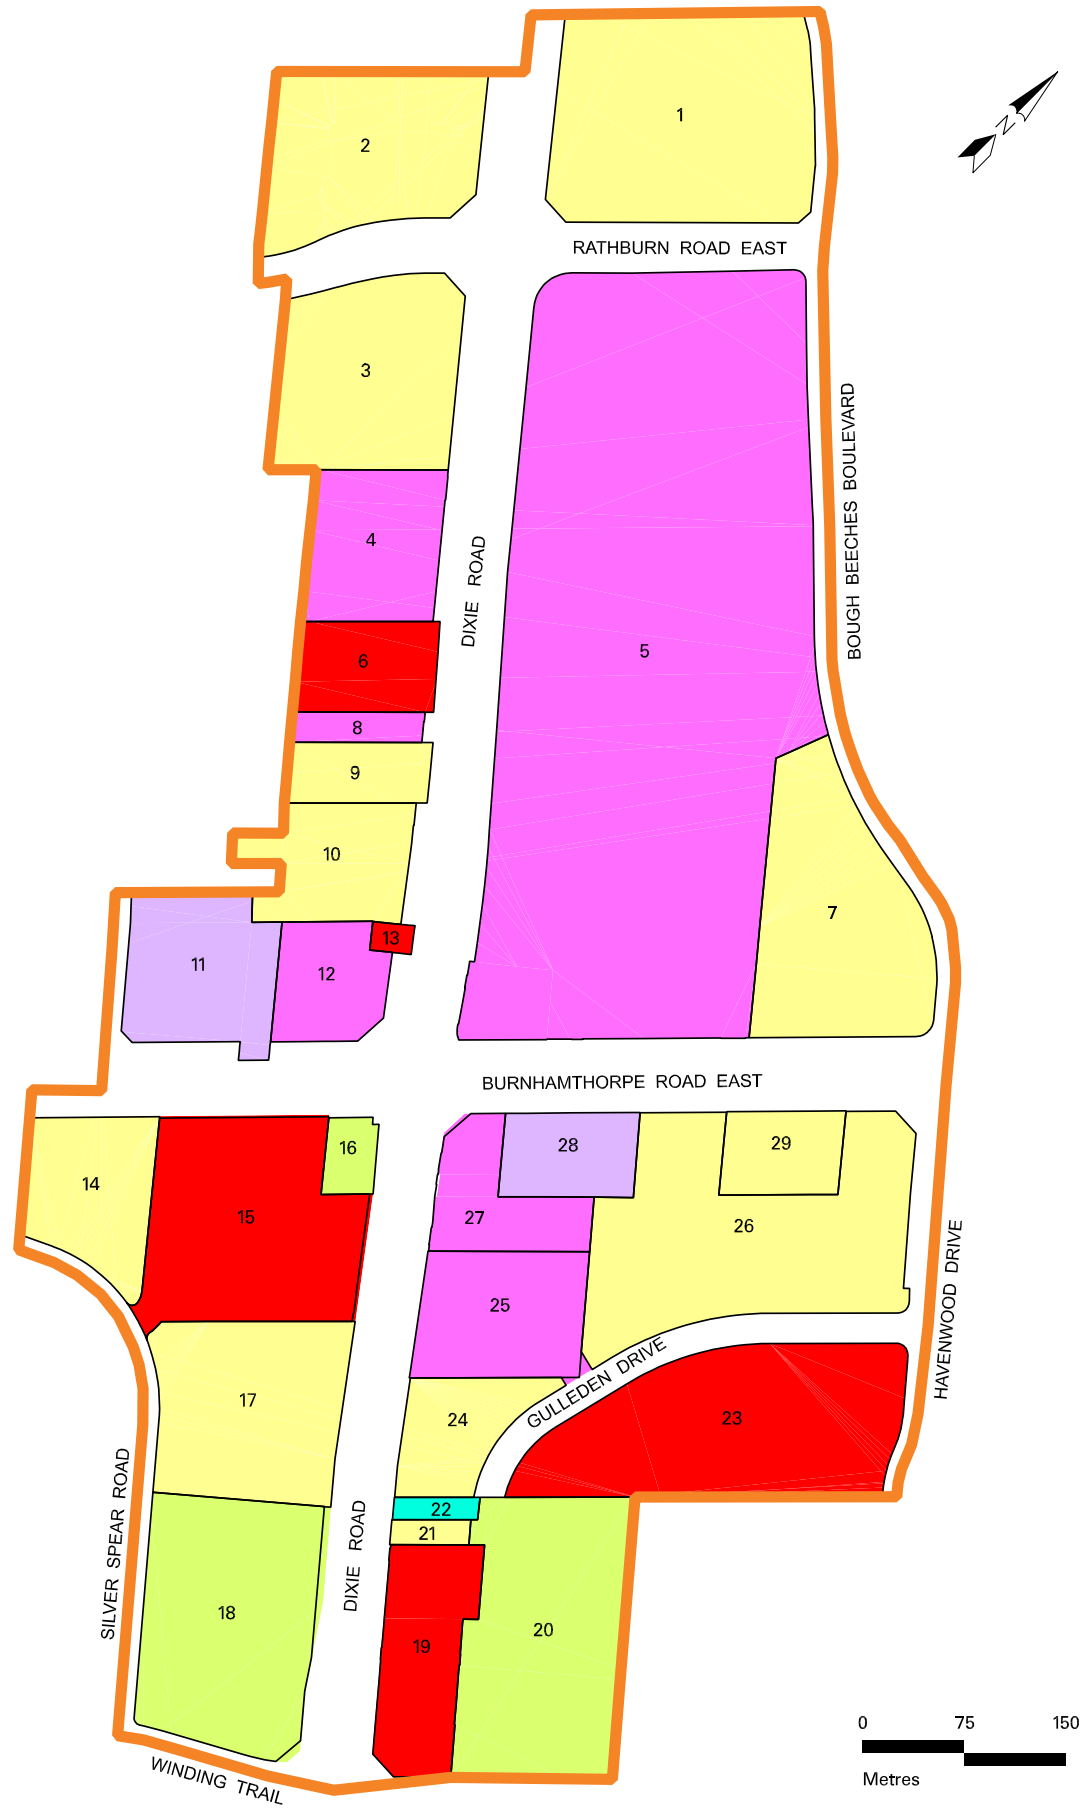 1
2
N
RATHBURN ROAD EAST
3
BOUGH BEECHES BOULEVARD
4
DIXIE ROAD
5
6
8
9
10
7
11
12
13
BURNHAMTHORPE ROAD EAST
14
15
16
28
29
27
26
25
HAVENWOOD DRIVE
GULLEDEN DRIVE
17
24
23
SILVER SPEAR ROAD
DIXIE ROAD
22
21
18
19
20
WINDING TRAIL
0 75 150
Metres